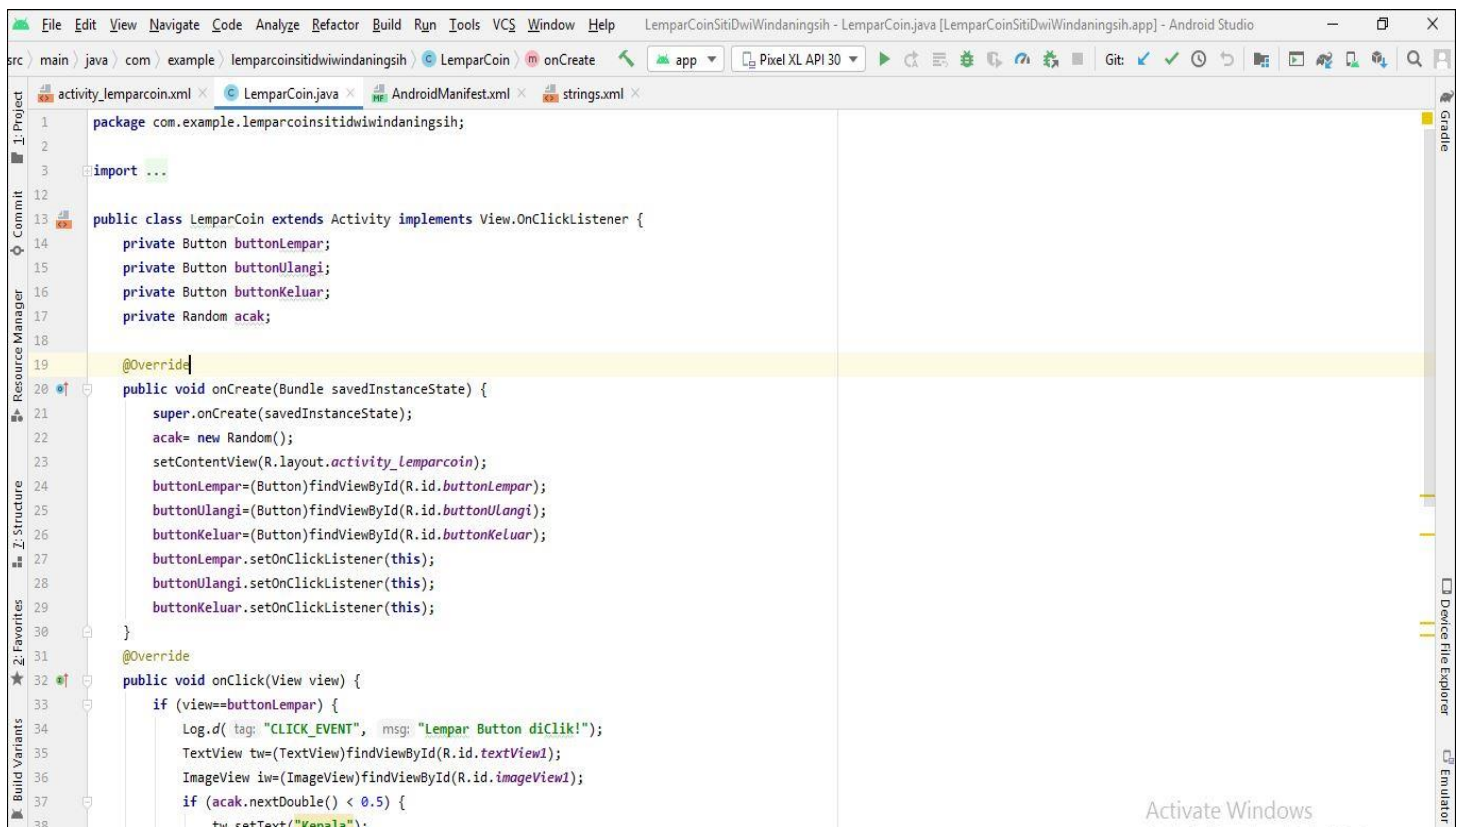 File Edit View Navigate Code Analyze Refactor Build Run Tools VCS Window Help LemparCoinSitiDwiWindaningsih - LemparCoin.java [LemparCoinSitiDwiWindaningsih.app] - Android Studio
src main java com example lemparcoinsitidwiwindaningsih C LemparCoin m onCreate app Pixel XL API 30 Git:
activity_lemparcoin.xml C LemparCoin.java MF AndroidManifest.xml strings.xml
1: Project
Commit
Resource Manager
7: Structure
2: Favorites
Build Variants
1 package com.example.lemparcoinsitidwiwindaningsih;
2
3 import ...
12
13 public class LemparCoin extends Activity implements View.OnClickListener {
14 private Button buttonLempar;
15 private Button buttonUlangi;
16 private Button buttonKeluar;
17 private Random acak;
18
19 @Override
20 public void onCreate(Bundle savedInstanceState) {
21 super.onCreate(savedInstanceState);
22 acak= new Random();
23 setContentView(R.layout.activity_lemparcoin);
24 buttonLempar=(Button)findViewById(R.id.buttonLempar);
25 buttonUlangi=(Button)findViewById(R.id.buttonUlangi);
26 buttonKeluar=(Button)findViewById(R.id.buttonKeluar);
27 buttonLempar.setOnClickListener(this);
28 buttonUlangi.setOnClickListener(this);
29 buttonKeluar.setOnClickListener(this);
30 }
31 @Override
32 public void onClick(View view) {
33 if (view==buttonLempar) {
34 Log.d( tag: "CLICK_EVENT", msg: "Lempar Button diClik!");
35 TextView tw=(TextView)findViewById(R.id.textView1);
36 ImageView iw=(ImageView)findViewById(R.id.imageView1);
37 if (acak.nextDouble() < 0.5) {
38 tw.setText("Kepala");
Gradle
Device File Explorer
Emulator
Activate Windows